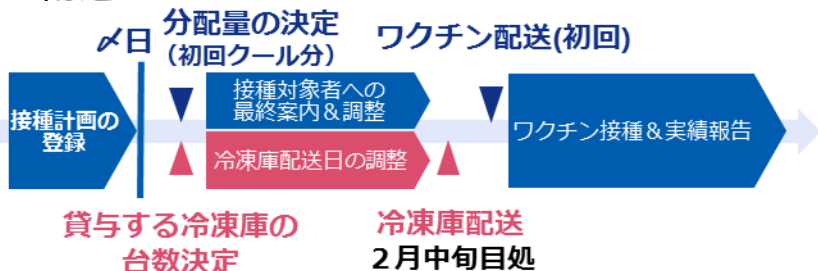 〆日
分配量の決定
（初回クール分）
ワクチン配送(初回)
接種計画の
登録
接種対象者への
最終案内＆調整
冷凍庫配送日の調整
ワクチン接種＆実績報告
貸与する冷凍庫の
台数決定
冷凍庫配送
２月中旬目処